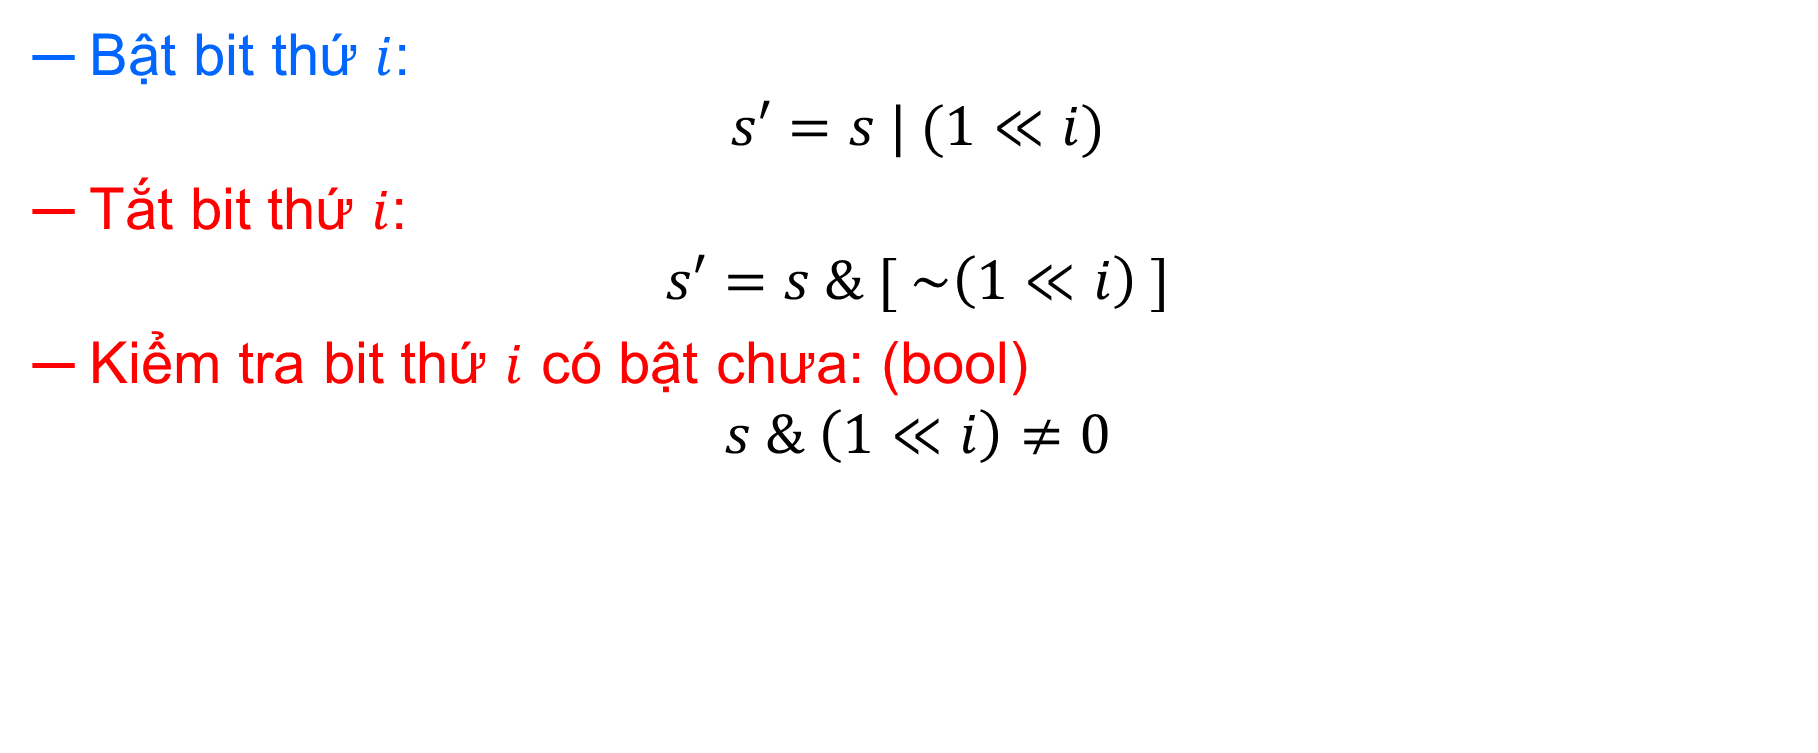 — Bật bit thứ 𝑖:
𝑠′ = 𝑠 | (1 ≪ 𝑖)
— Tắt bit thứ 𝑖:
𝑠′ = 𝑠 & [ ~(1 ≪ 𝑖) ]
— Kiểm tra bit thứ 𝑖 có bật chưa: (bool)
𝑠 & (1 ≪ 𝑖) ≠ 0